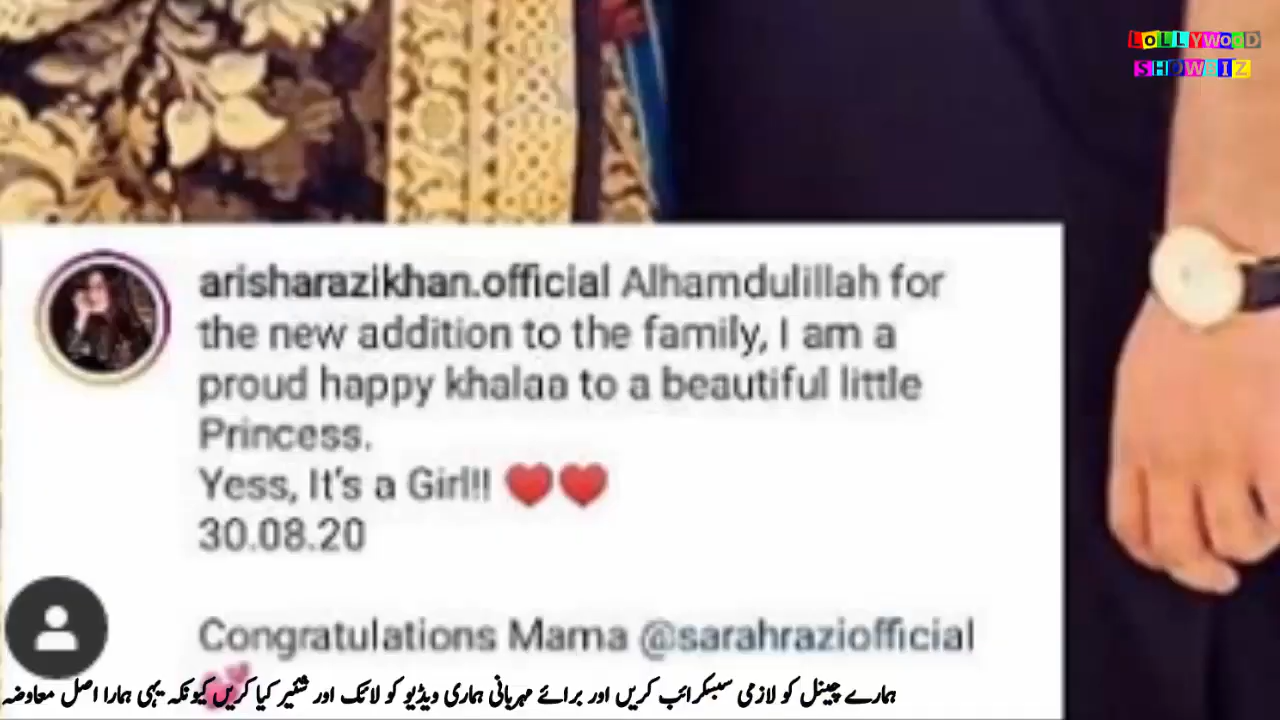 LOLLYWOOD
SHOWBIZ
arisharazikhan.official Alhamdulillah for
the new addition to the family, I am a
proud happy khalaa to a beautiful little
Princess.
Yess, It's a Girl!! ❤️❤️
30.08.20
Congratulations Mama @sarahraziofficial
💕
ہمارے چینل کو لازمی سبسکرائب کریں اور برائے مہربانی ہماری ویڈیو کو لائک اور شئیر کیا کریں کیونکہ یہی ہمارا اصل معاوضہ